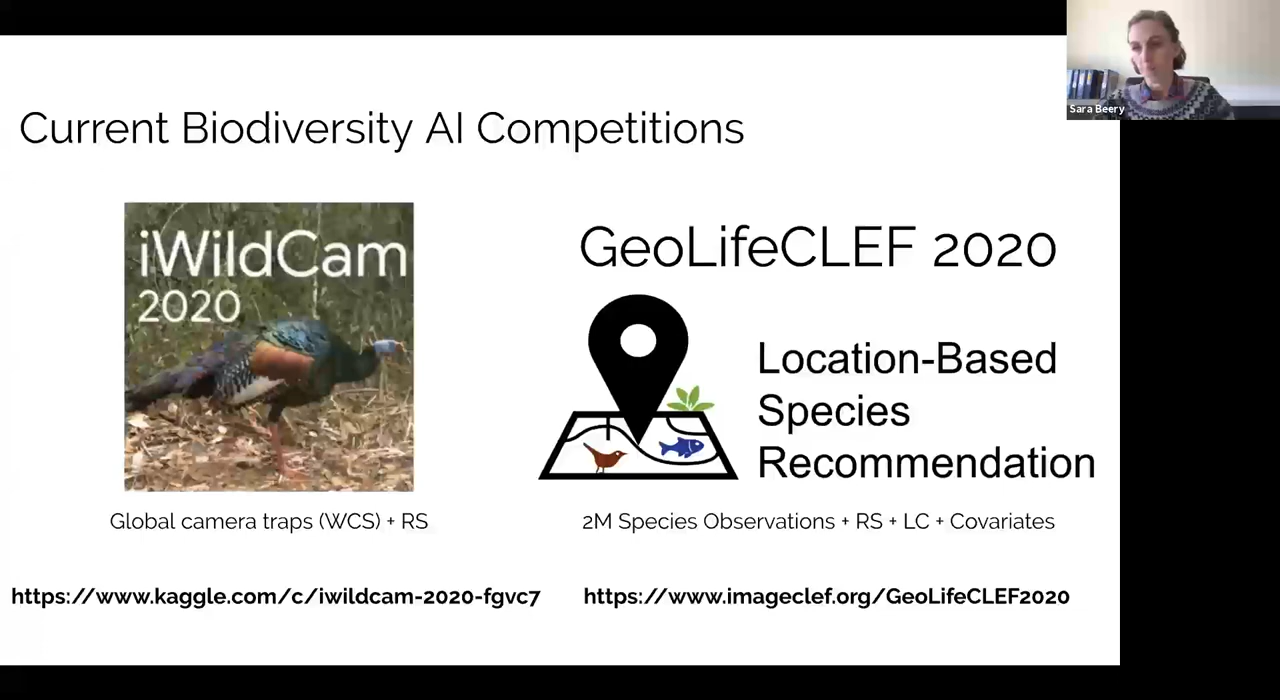 Sara Beery
Current Biodiversity AI Competitions
iWildCam
2020
Global camera traps (WCS) + RS
https://www.kaggle.com/c/iwildcam-2020-fgvc7
GeoLifeCLEF 2020
Location-Based
Species
Recommendation
2M Species Observations + RS + LC + Covariates
https://www.imageclef.org/GeoLifeCLEF2020